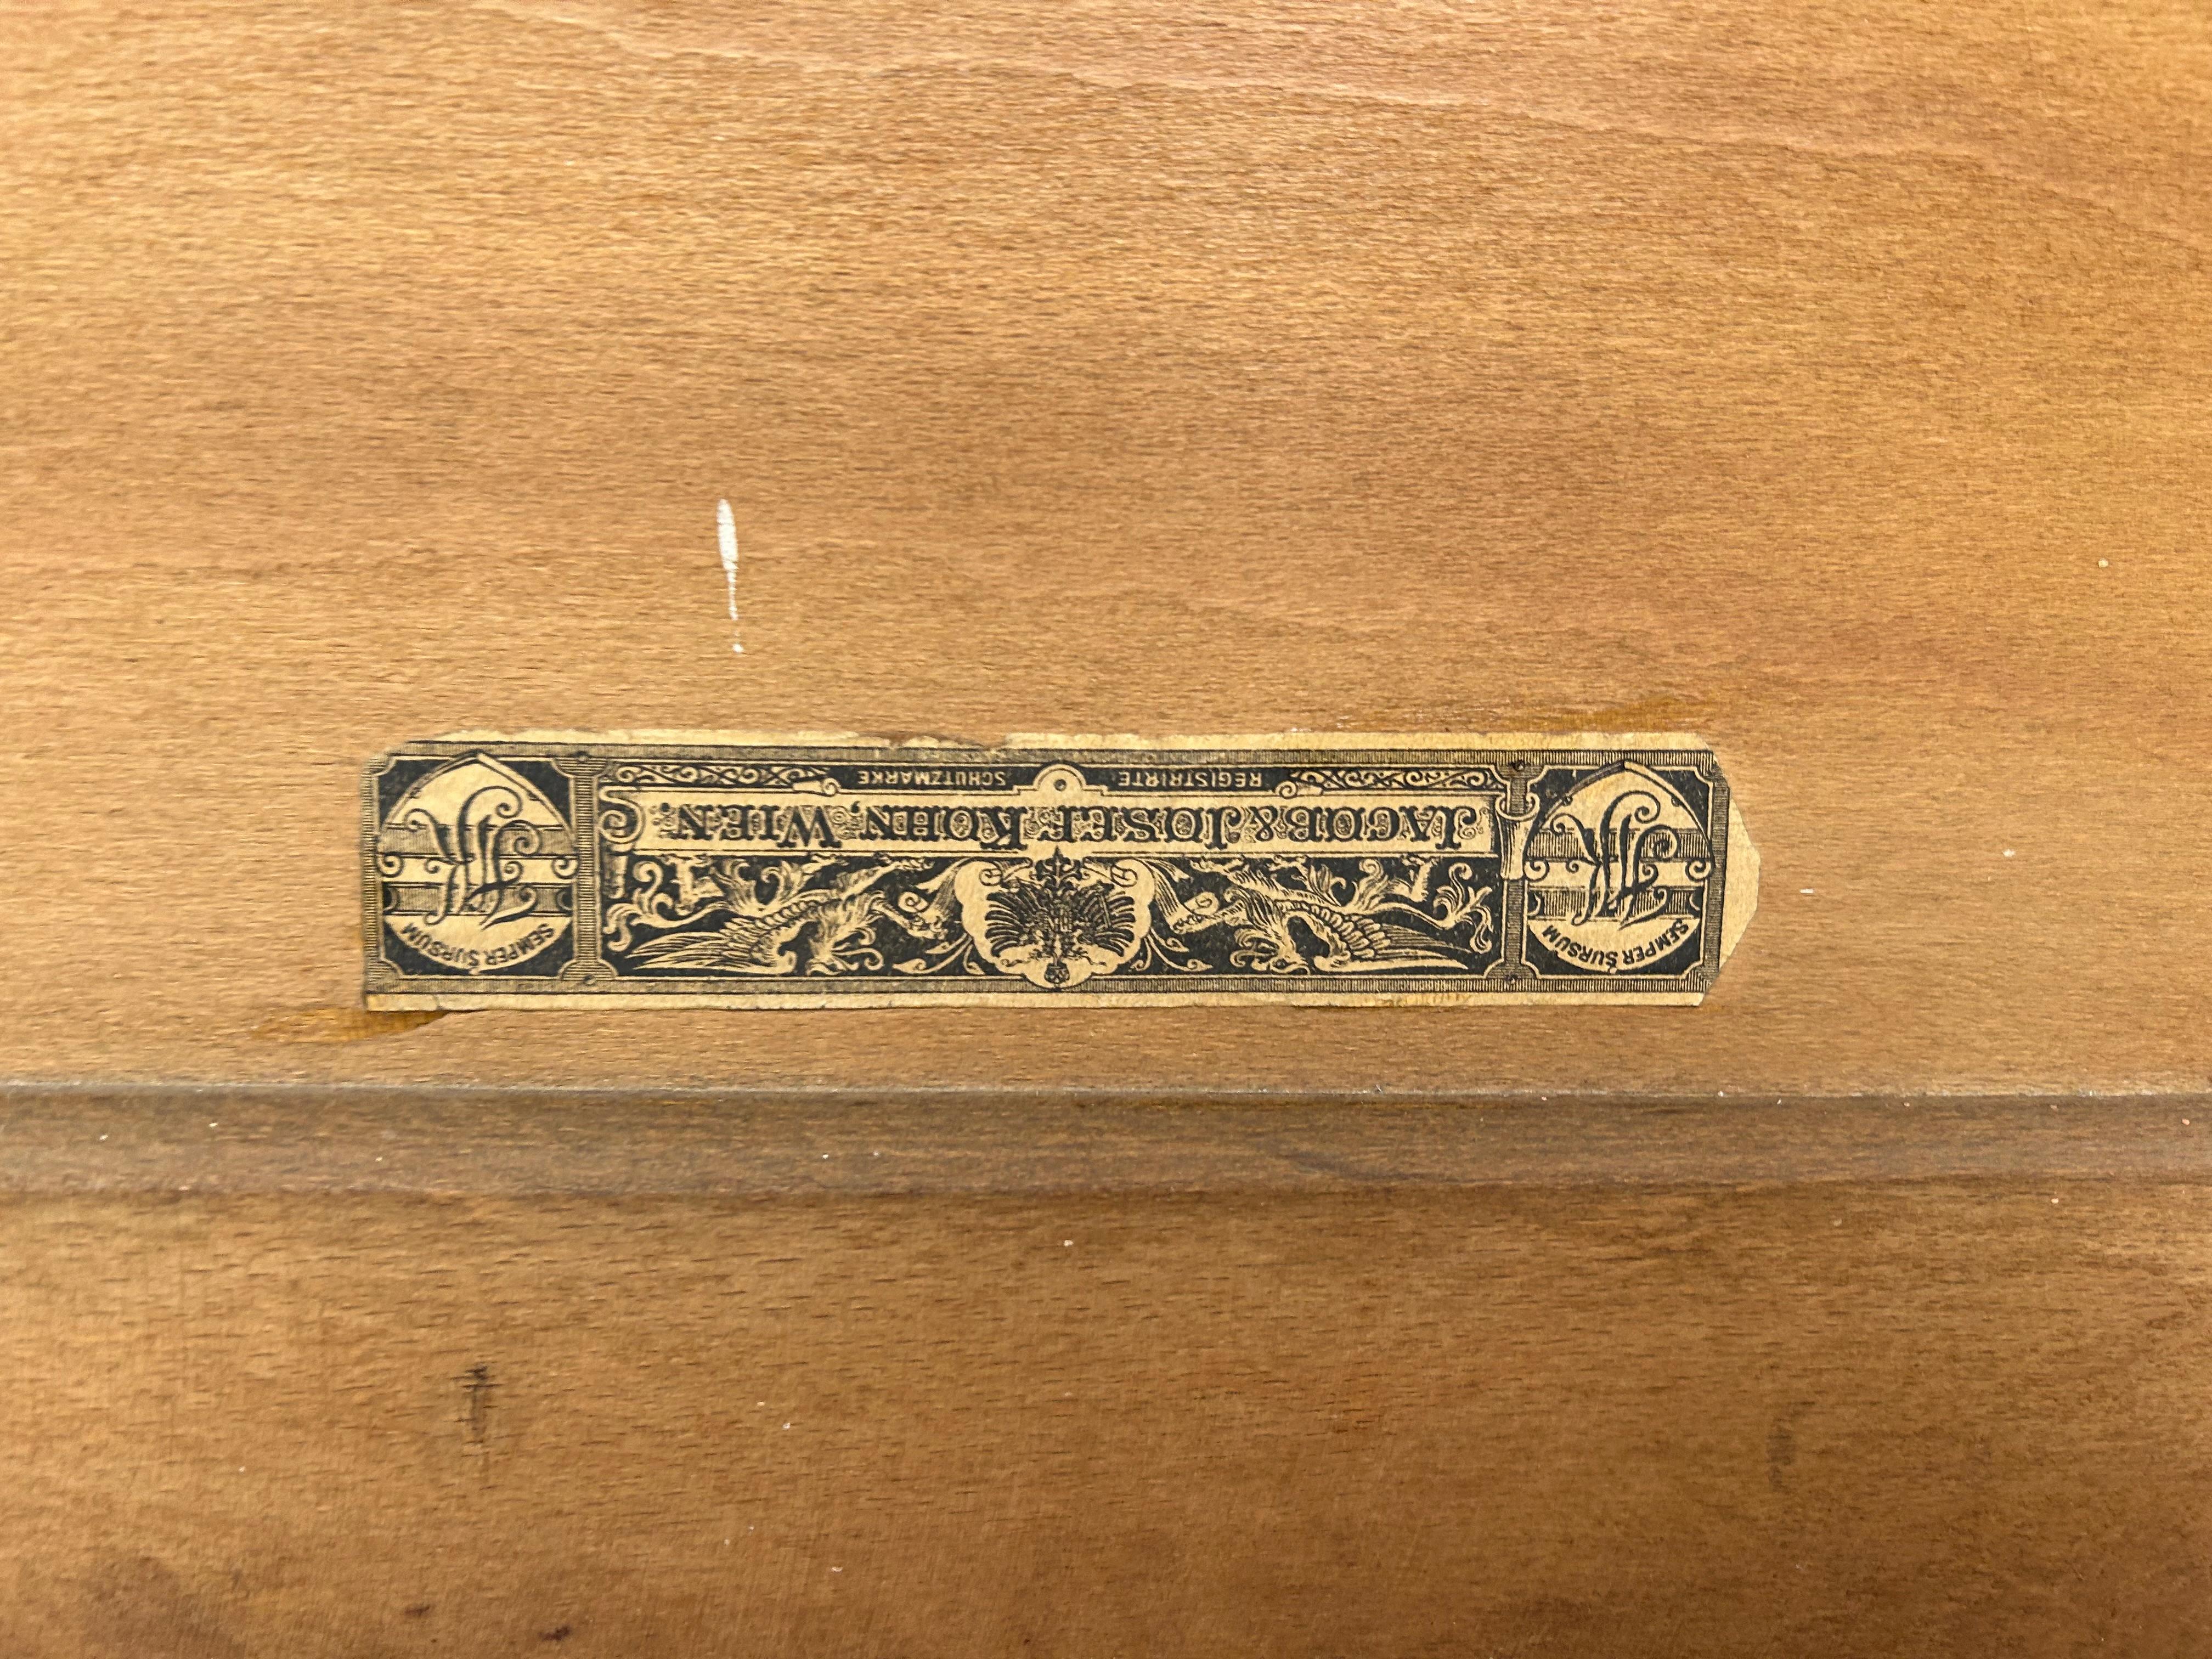 SEMPER SURSUM
JACOB & JOSEF KOHN, WIEN.
REGISTRIRTE SCHUTZMARKE
SEMPER SURSUM